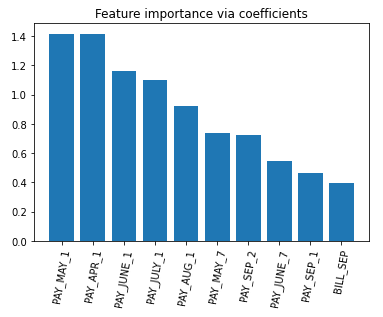 Feature importance via coefficients
1.4
1.2
1.0
0.8
0.6
0.4
0.2
0.0
PAY_MAY_1
PAY_APR_1
PAY_JUNE_1
PAY_JULY_1
PAY_AUG_1
PAY_MAY_7
PAY_SEP_2
PAY_JUNE_7
PAY_SEP_1
BILL_SEP